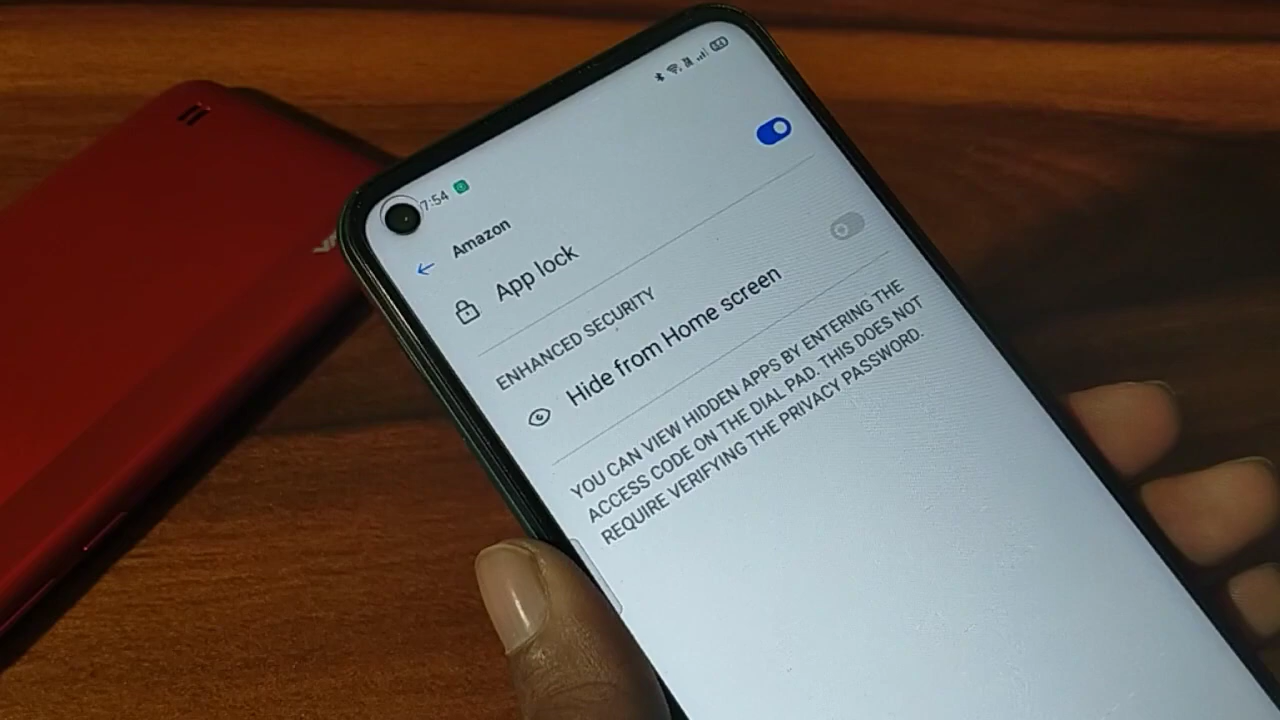 7:54
Amazon
App lock
ENHANCED SECURITY
Hide from Home screen
YOU CAN VIEW HIDDEN APPS BY ENTERING THE
ACCESS CODE ON THE DIAL PAD. THIS DOES NOT
REQUIRE VERIFYING THE PRIVACY PASSWORD.